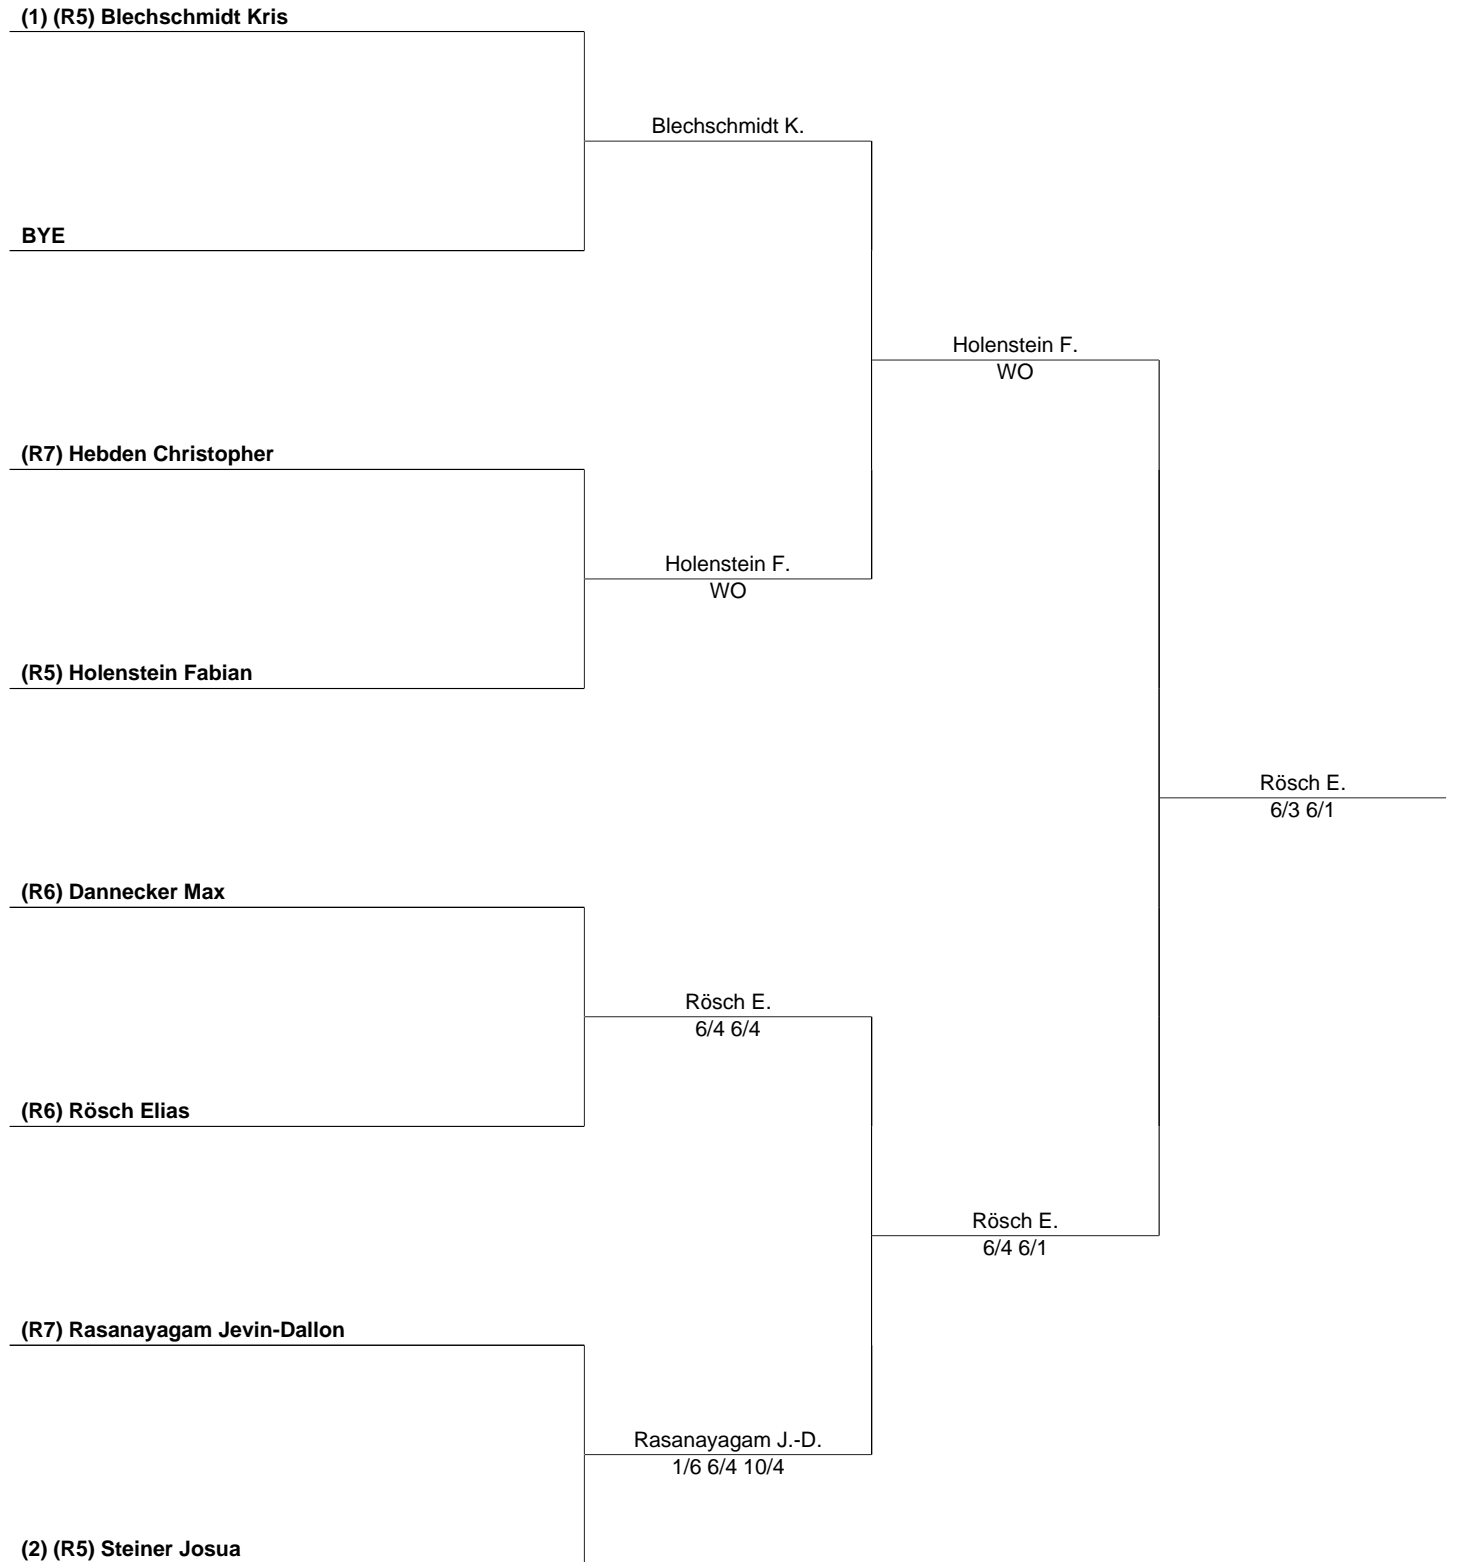 (1) (R5) Blechschmidt Kris
Blechschmidt K.
BYE
Holenstein F.
WO
(R7) Hebden Christopher
Holenstein F.
WO
(R5) Holenstein Fabian
Rösch E.
6/3 6/1
(R6) Dannecker Max
Rösch E.
6/4 6/4
(R6) Rösch Elias
Rösch E.
6/4 6/1
(R7) Rasanayagam Jevin-Dallon
Rasanayagam J.-D.
1/6 6/4 10/4
(2) (R5) Steiner Josua